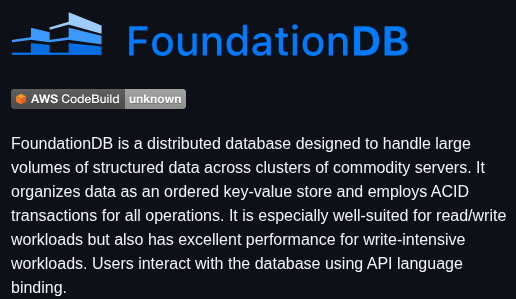 FoundationDB
AWS CodeBuild unknown
FoundationDB is a distributed database designed to handle large
volumes of structured data across clusters of commodity servers. It
organizes data as an ordered key-value store and employs ACID
transactions for all operations. It is especially well-suited for read/write
workloads but also has excellent performance for write-intensive
workloads. Users interact with the database using API language
binding.